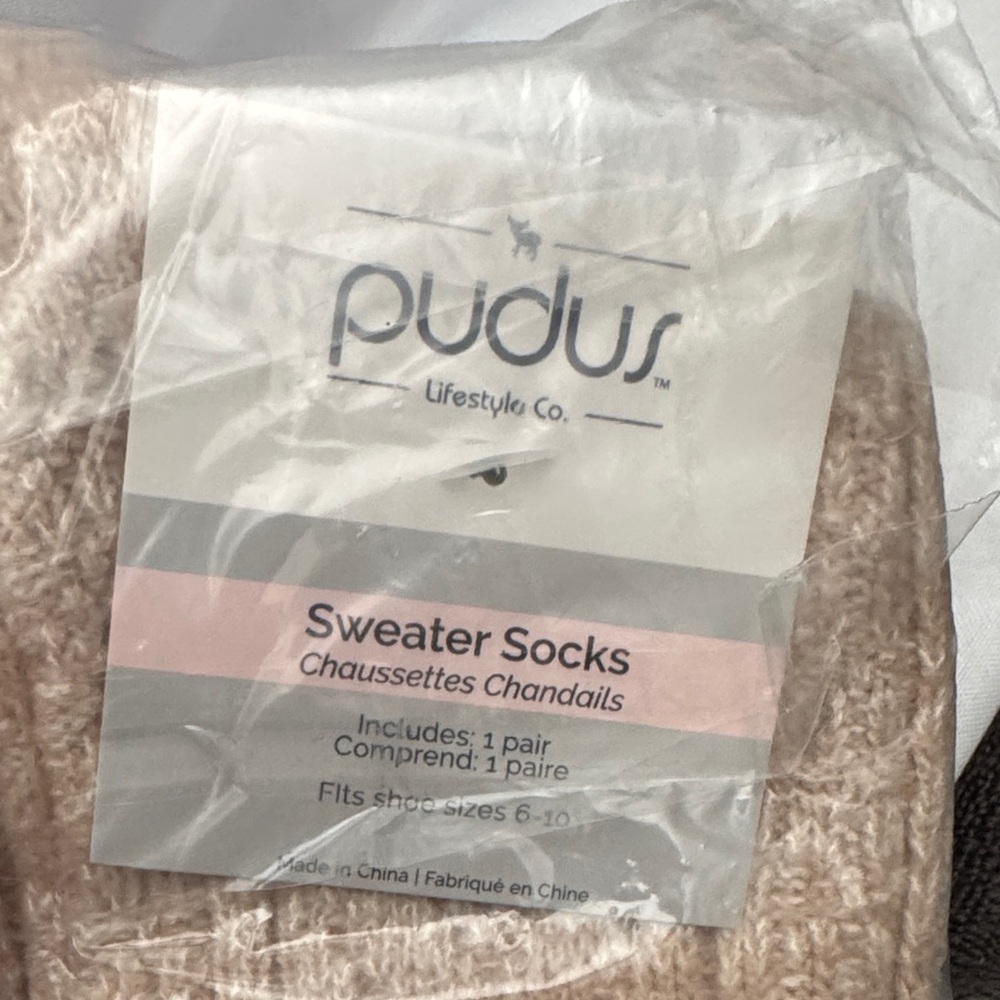 pudus™
Lifestyle Co.
Sweater Socks
Chaussettes Chandails
Includes: 1 pair
Comprend: 1 paire
Fits shoe sizes 6-10
Made in China | Fabriqué en Chine